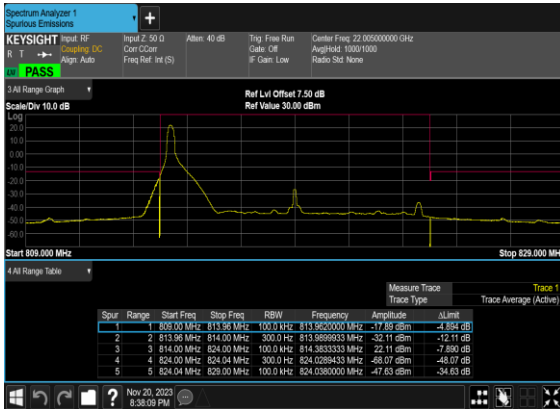 Spectrum Analyzer 1
Spurious Emissions
KEYSIGHT Input: RF Input Z: 50 Ω Atten: 40 dB Trig: Free Run Center Freq: 22.005000000 GHz
R T Coupling: DC Corr CCorr Gate: Off Avg|Hold: 1000/1000
Align: Auto Freq Ref: Int (S) IF Gain: Low Radio Std: None
PASS
3 All Range Graph
Ref Lvl Offset 7.50 dB
Scale/Div 10.0 dB Ref Value 30.00 dBm
Log
20.0
10.0
0.00
-10.0
-20.0
-30.0
-40.0
-50.0
-60.0
Start 809.000 MHz Stop 829.000 MH
4 All Range Table
Measure Trace Trace 1
Trace Type Trace Average (Active)
Spur Range Start Freq Stop Freq RBW Frequency Amplitude ΔLimit
1 1 809.00 MHz 813.96 MHz 100.0 kHz 813.9620000 MHz -17.89 dBm -4.894 dB
2 2 813.96 MHz 814.00 MHz 300.0 Hz 813.9899933 MHz -32.11 dBm -12.11 dB
3 3 814.00 MHz 824.00 MHz 100.0 kHz 814.3833333 MHz 22.11 dBm -7.890 dB
4 4 824.00 MHz 824.04 MHz 300.0 Hz 824.0289433 MHz -68.07 dBm -48.07 dB
5 5 824.04 MHz 829.00 MHz 100.0 kHz 824.0380000 MHz -47.63 dBm -34.63 dB
? Nov 20, 2023
8:38:09 PM